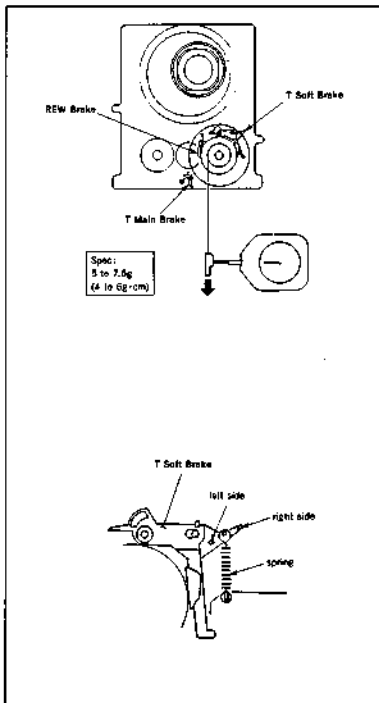 T Soft Brake
REW Brake
T Main Brake
Spec:
5 to 7.5g
(4 to 6g-cm)
T Soft Brake
left side
right side
spring